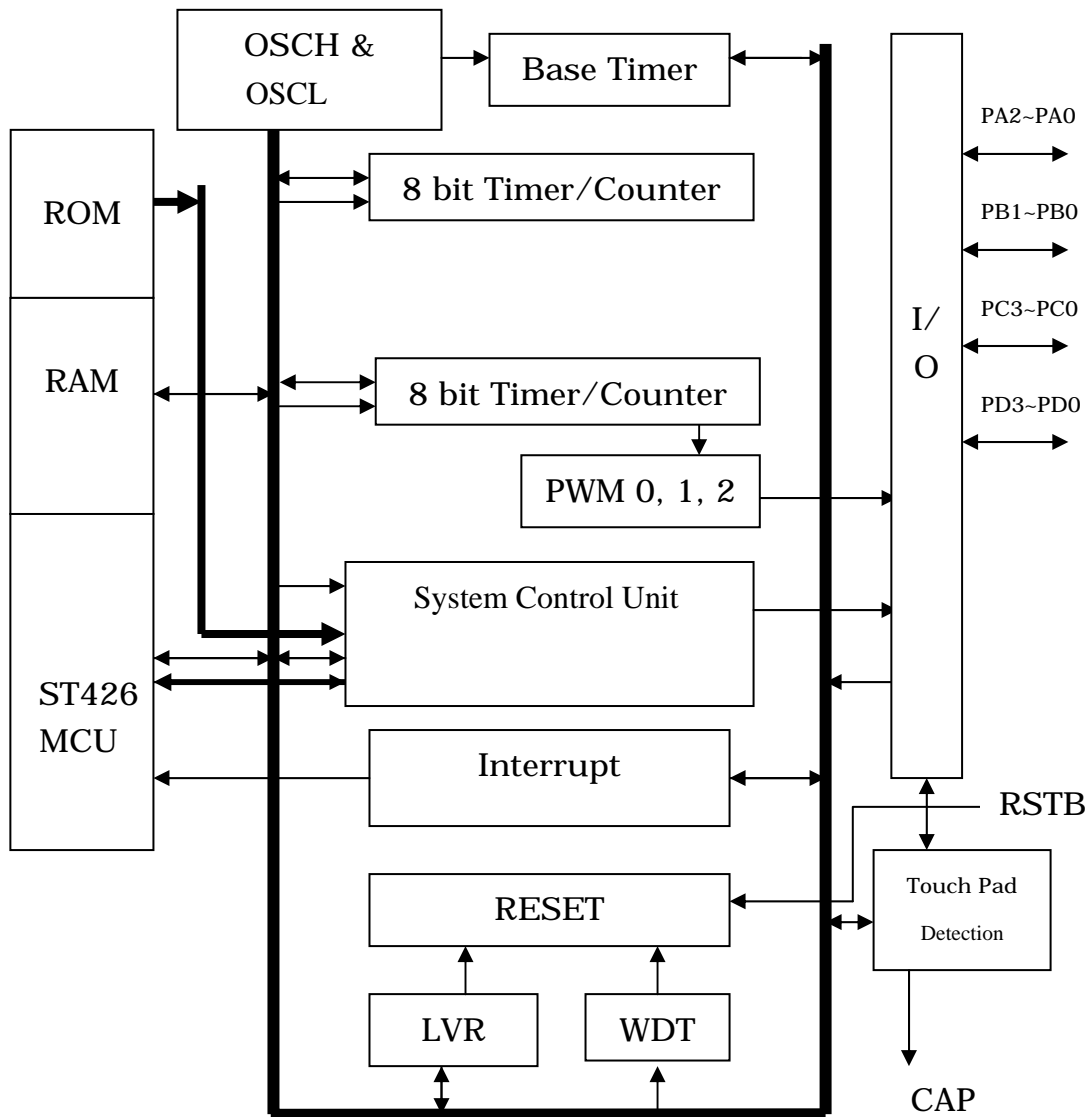 OSCH &
OSCL
Base Timer
PA2~PA0
ROM
8 bit Timer/Counter
PB1~PB0
I/
O
PC3~PC0
RAM
8 bit Timer/Counter
PD3~PD0
PWM 0, 1, 2
System Control Unit
ST426
MCU
Interrupt
RSTB
RESET
Touch Pad
Detection
LVR
WDT
CAP